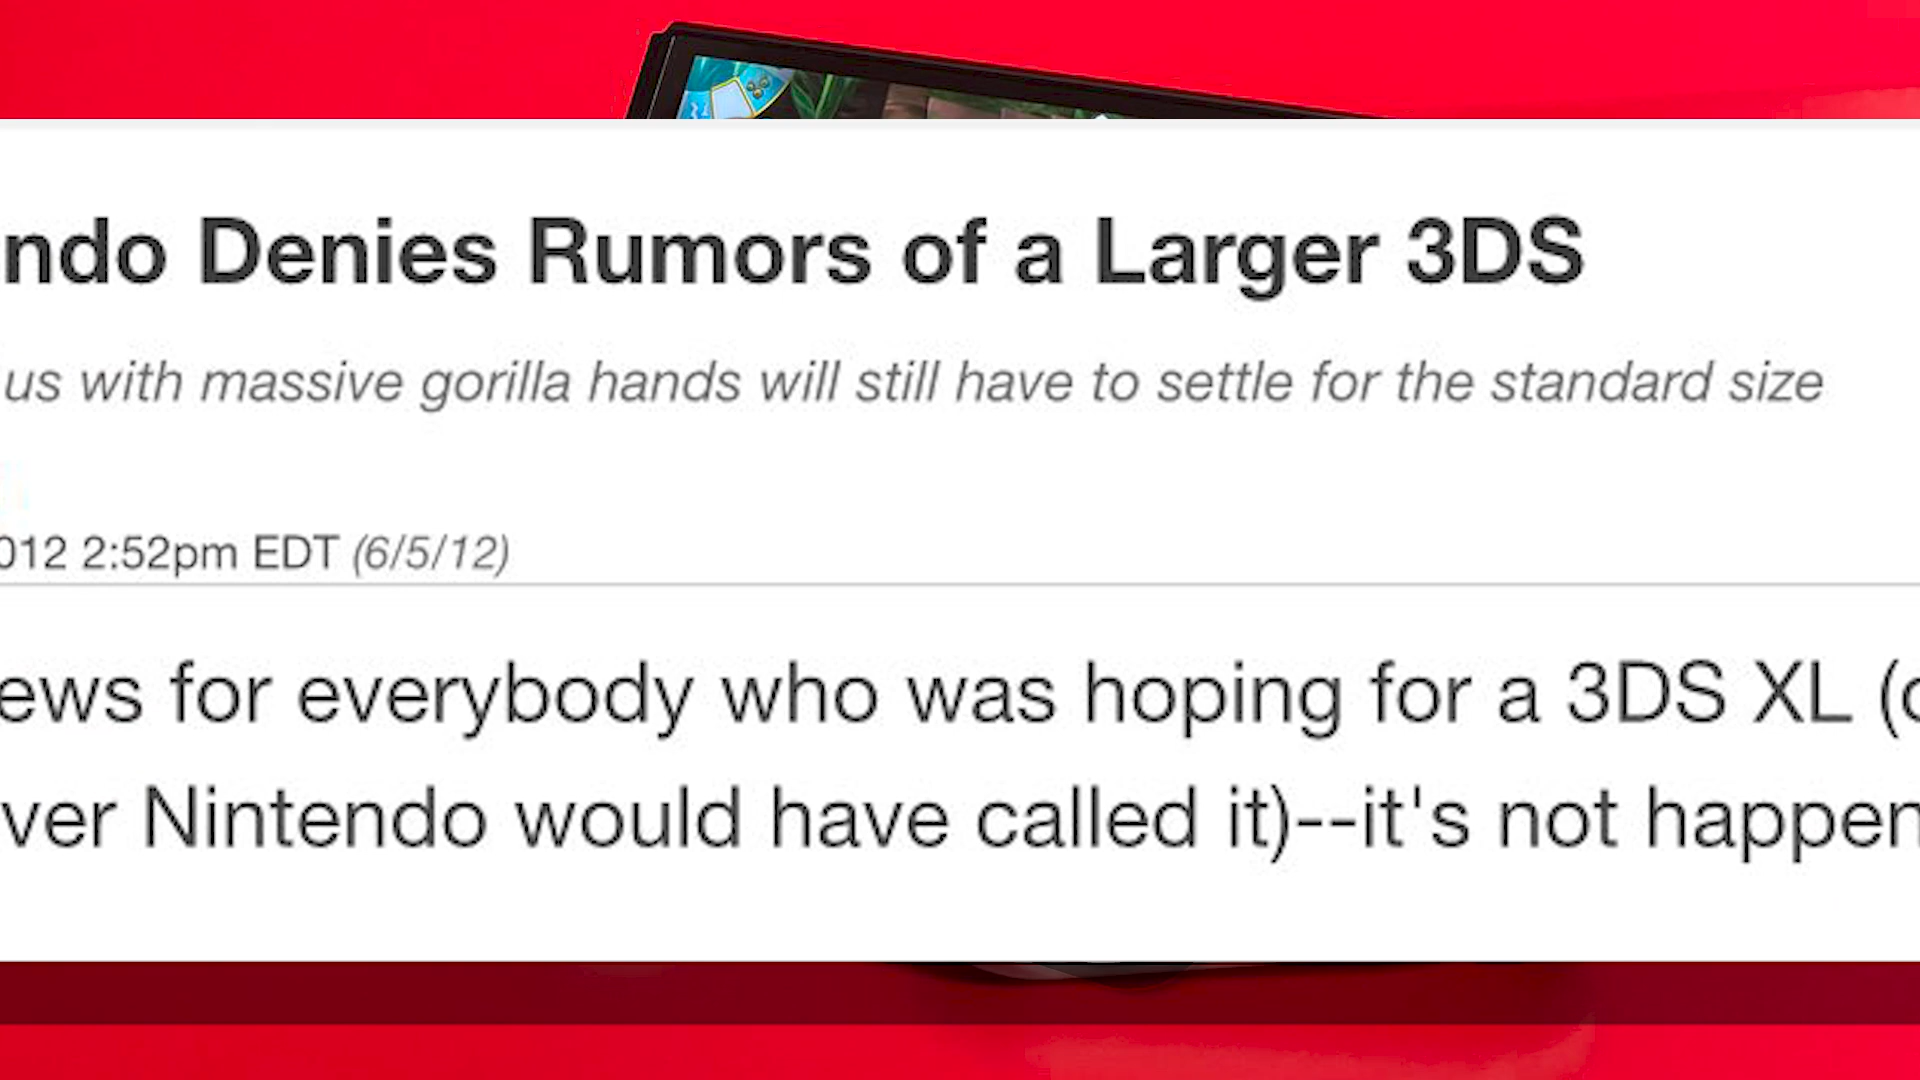 ndo Denies Rumors of a Larger 3DS
us with massive gorilla hands will still have to settle for the standard size
012 2:52pm EDT (6/5/12)
ews for everybody who was hoping for a 3DS XL (
ver Nintendo would have called it)--it's not happen